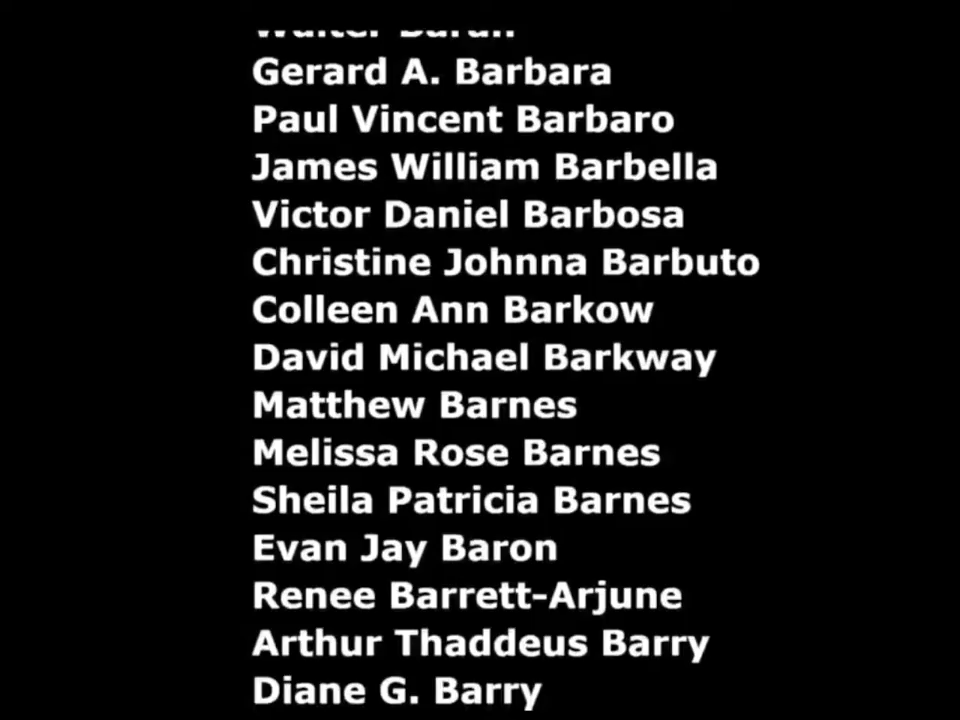 Gerard A. Barbara
Paul Vincent Barbaro
James William Barbella
Victor Daniel Barbosa
Christine Johnna Barbuto
Colleen Ann Barkow
David Michael Barkway
Matthew Barnes
Melissa Rose Barnes
Sheila Patricia Barnes
Evan Jay Baron
Renee Barrett-Arjune
Arthur Thaddeus Barry
Diane G. Barry